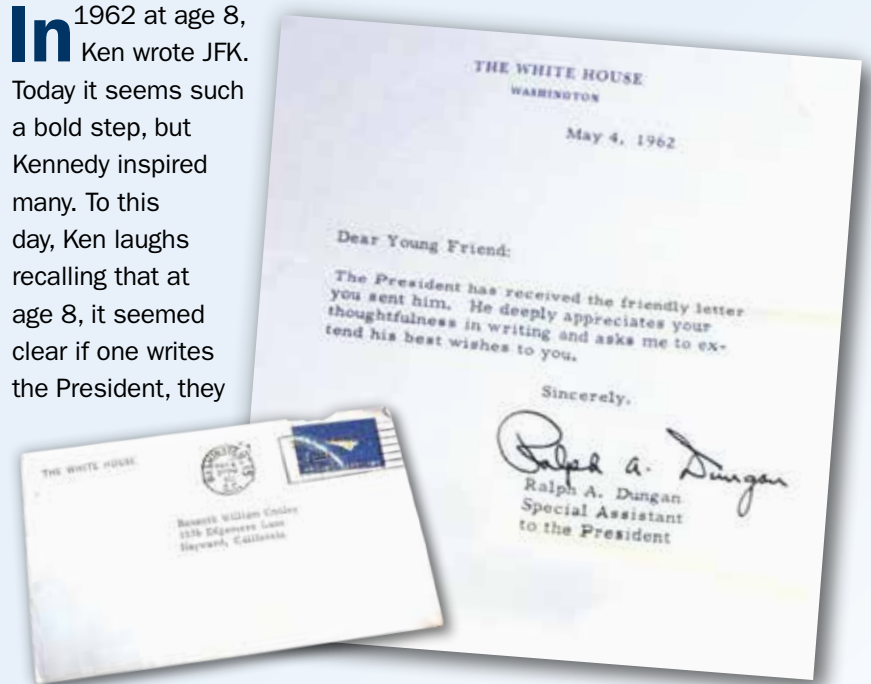 In 1962 at age 8,
Ken wrote JFK.
Today it seems such
a bold step, but
Kennedy inspired
many. To this
day, Ken laughs
recalling that at
age 8, it seemed
clear if one writes
the President, they
THE WHITE HOUSE
WASHINGTON
May 4, 1962
Dear Young Friend:
The President has received the friendly letter
you sent him. He deeply appreciates your
thoughtfulness in writing and asks me to ex-
tend his best wishes to you.
Sincerely,
Ralph A. Dungan
Ralph A. Dungan
Special Assistant
to the President
THE WHITE HOUSE
William
Lane
Hayward, California